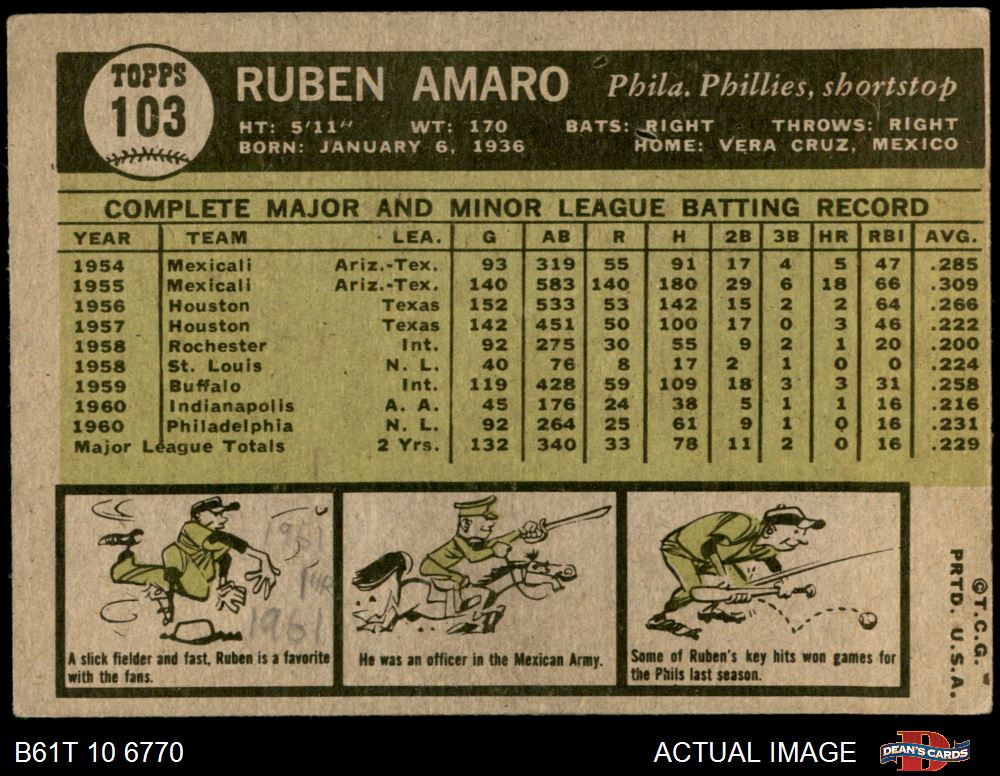 TOPPS
103
RUBEN AMARO Phila. Phillies, shortstop
HT: 5'11" WT: 170 BATS: RIGHT THROWS: RIGHT
BORN: JANUARY 6, 1936 HOME: VERA CRUZ, MEXICO
COMPLETE MAJOR AND MINOR LEAGUE BATTING RECORD
YEAR TEAM LEA. G AB R H 2B 3B HR RBI AVG.
1954 Mexicali Ariz.-Tex. 93 319 55 91 17 4 5 47 .285
1955 Mexicali Ariz.-Tex. 140 583 140 180 29 6 18 66 .309
1956 Houston Texas 152 533 53 142 15 2 2 64 .266
1957 Houston Texas 142 451 50 100 17 0 3 46 .222
1958 Rochester Int. 92 275 30 55 9 2 1 20 .200
1958 St. Louis N. L. 40 76 8 17 2 1 0 0 .224
1959 Buffalo Int. 119 428 59 109 18 3 3 31 .258
1960 Indianapolis A. A. 45 176 24 38 5 1 1 16 .216
1960 Philadelphia N. L. 92 264 25 61 9 1 0 16 .231
Major League Totals 2 Yrs. 132 340 33 78 11 2 0 16 .229
1961
1961
A slick fielder and fast, Ruben is a favorite
with the fans.
He was an officer in the Mexican Army.
Some of Ruben's key hits won games for
the Phils last season.
©T.C.G.
PRTD. U.S.A.
B61T 10 6770 ACTUAL IMAGE DEAN'S CARDS